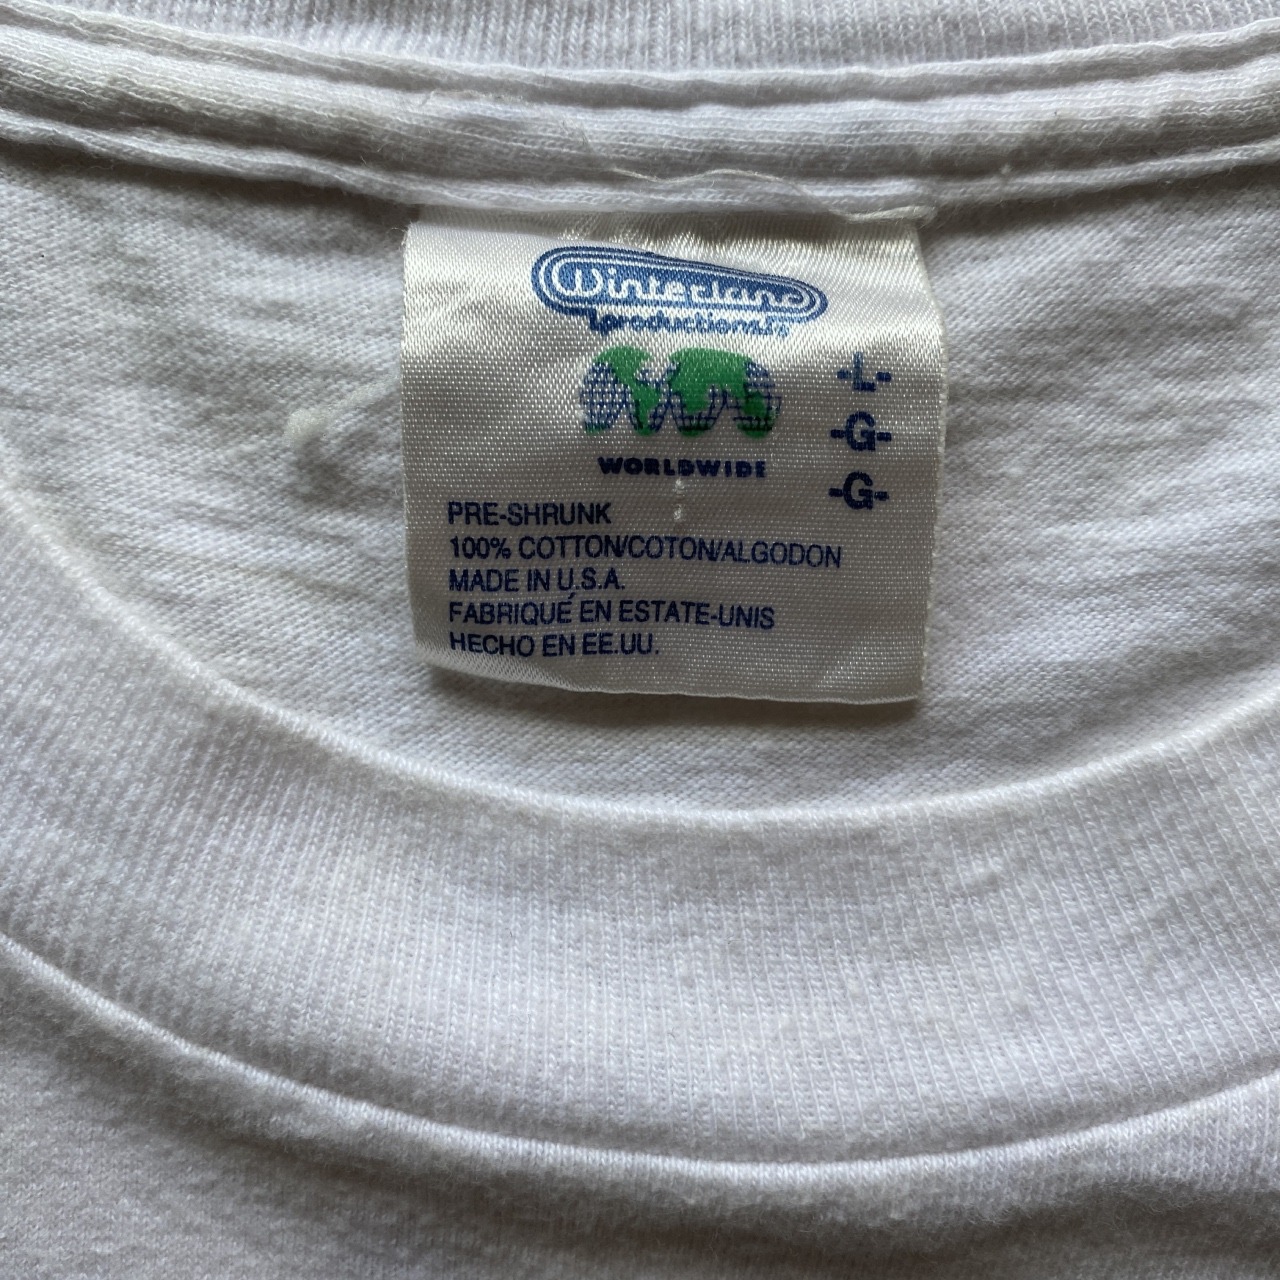 Winterland
productions
WORLDWIDE
-L-
-G-
-G-
PRE-SHRUNK
100% COTTON/COTON/ALGODON
MADE IN U.S.A.
FABRIQUÉ EN ESTATE-UNIS
HECHO EN EE.UU.